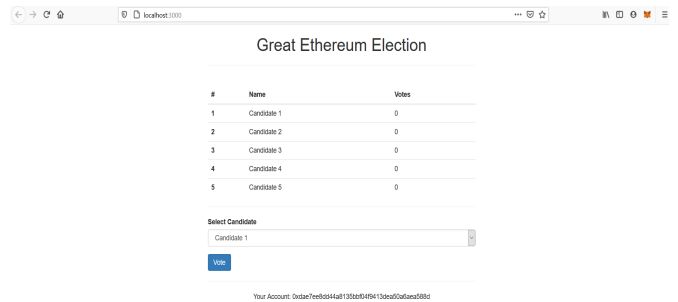 localhost:3000
Great Ethereum Election
# Name Votes
1 Candidate 1 0
2 Candidate 2 0
3 Candidate 3 0
4 Candidate 4 0
5 Candidate 5 0
Select Candidate
Candidate 1
Vote
Your Account: 0xdae7ee8dd44a8135bbf04f9413dea50a6aea588d